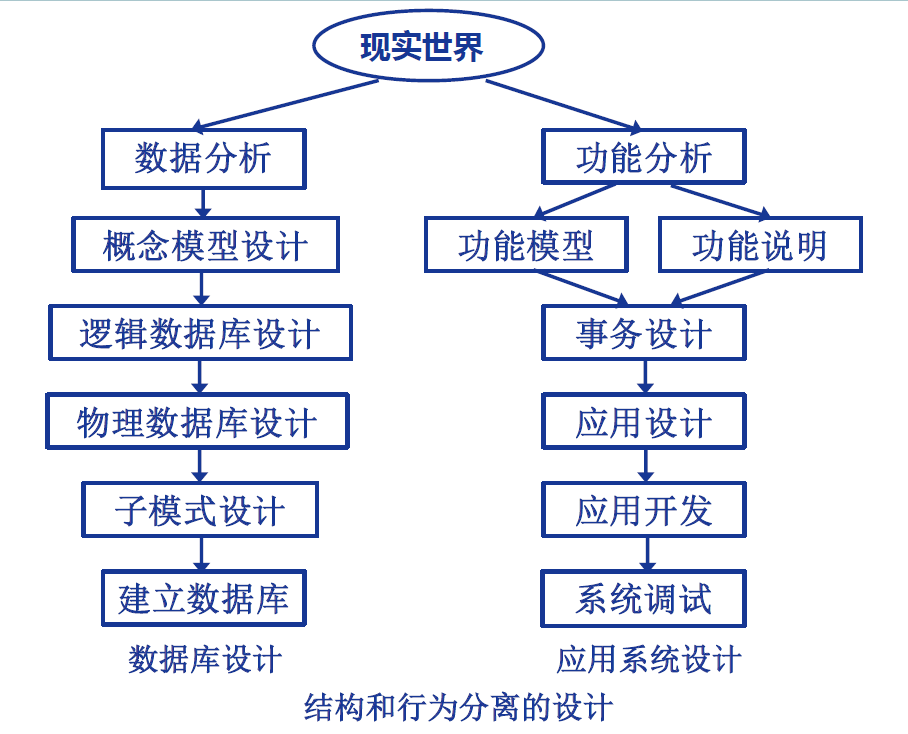 现实世界
数据分析
功能分析
概念模型设计
功能模型
功能说明
逻辑数据库设计
事务设计
物理数据库设计
应用设计
子模式设计
应用开发
建立数据库
系统调试
数据库设计
应用系统设计
结构和行为分离的设计